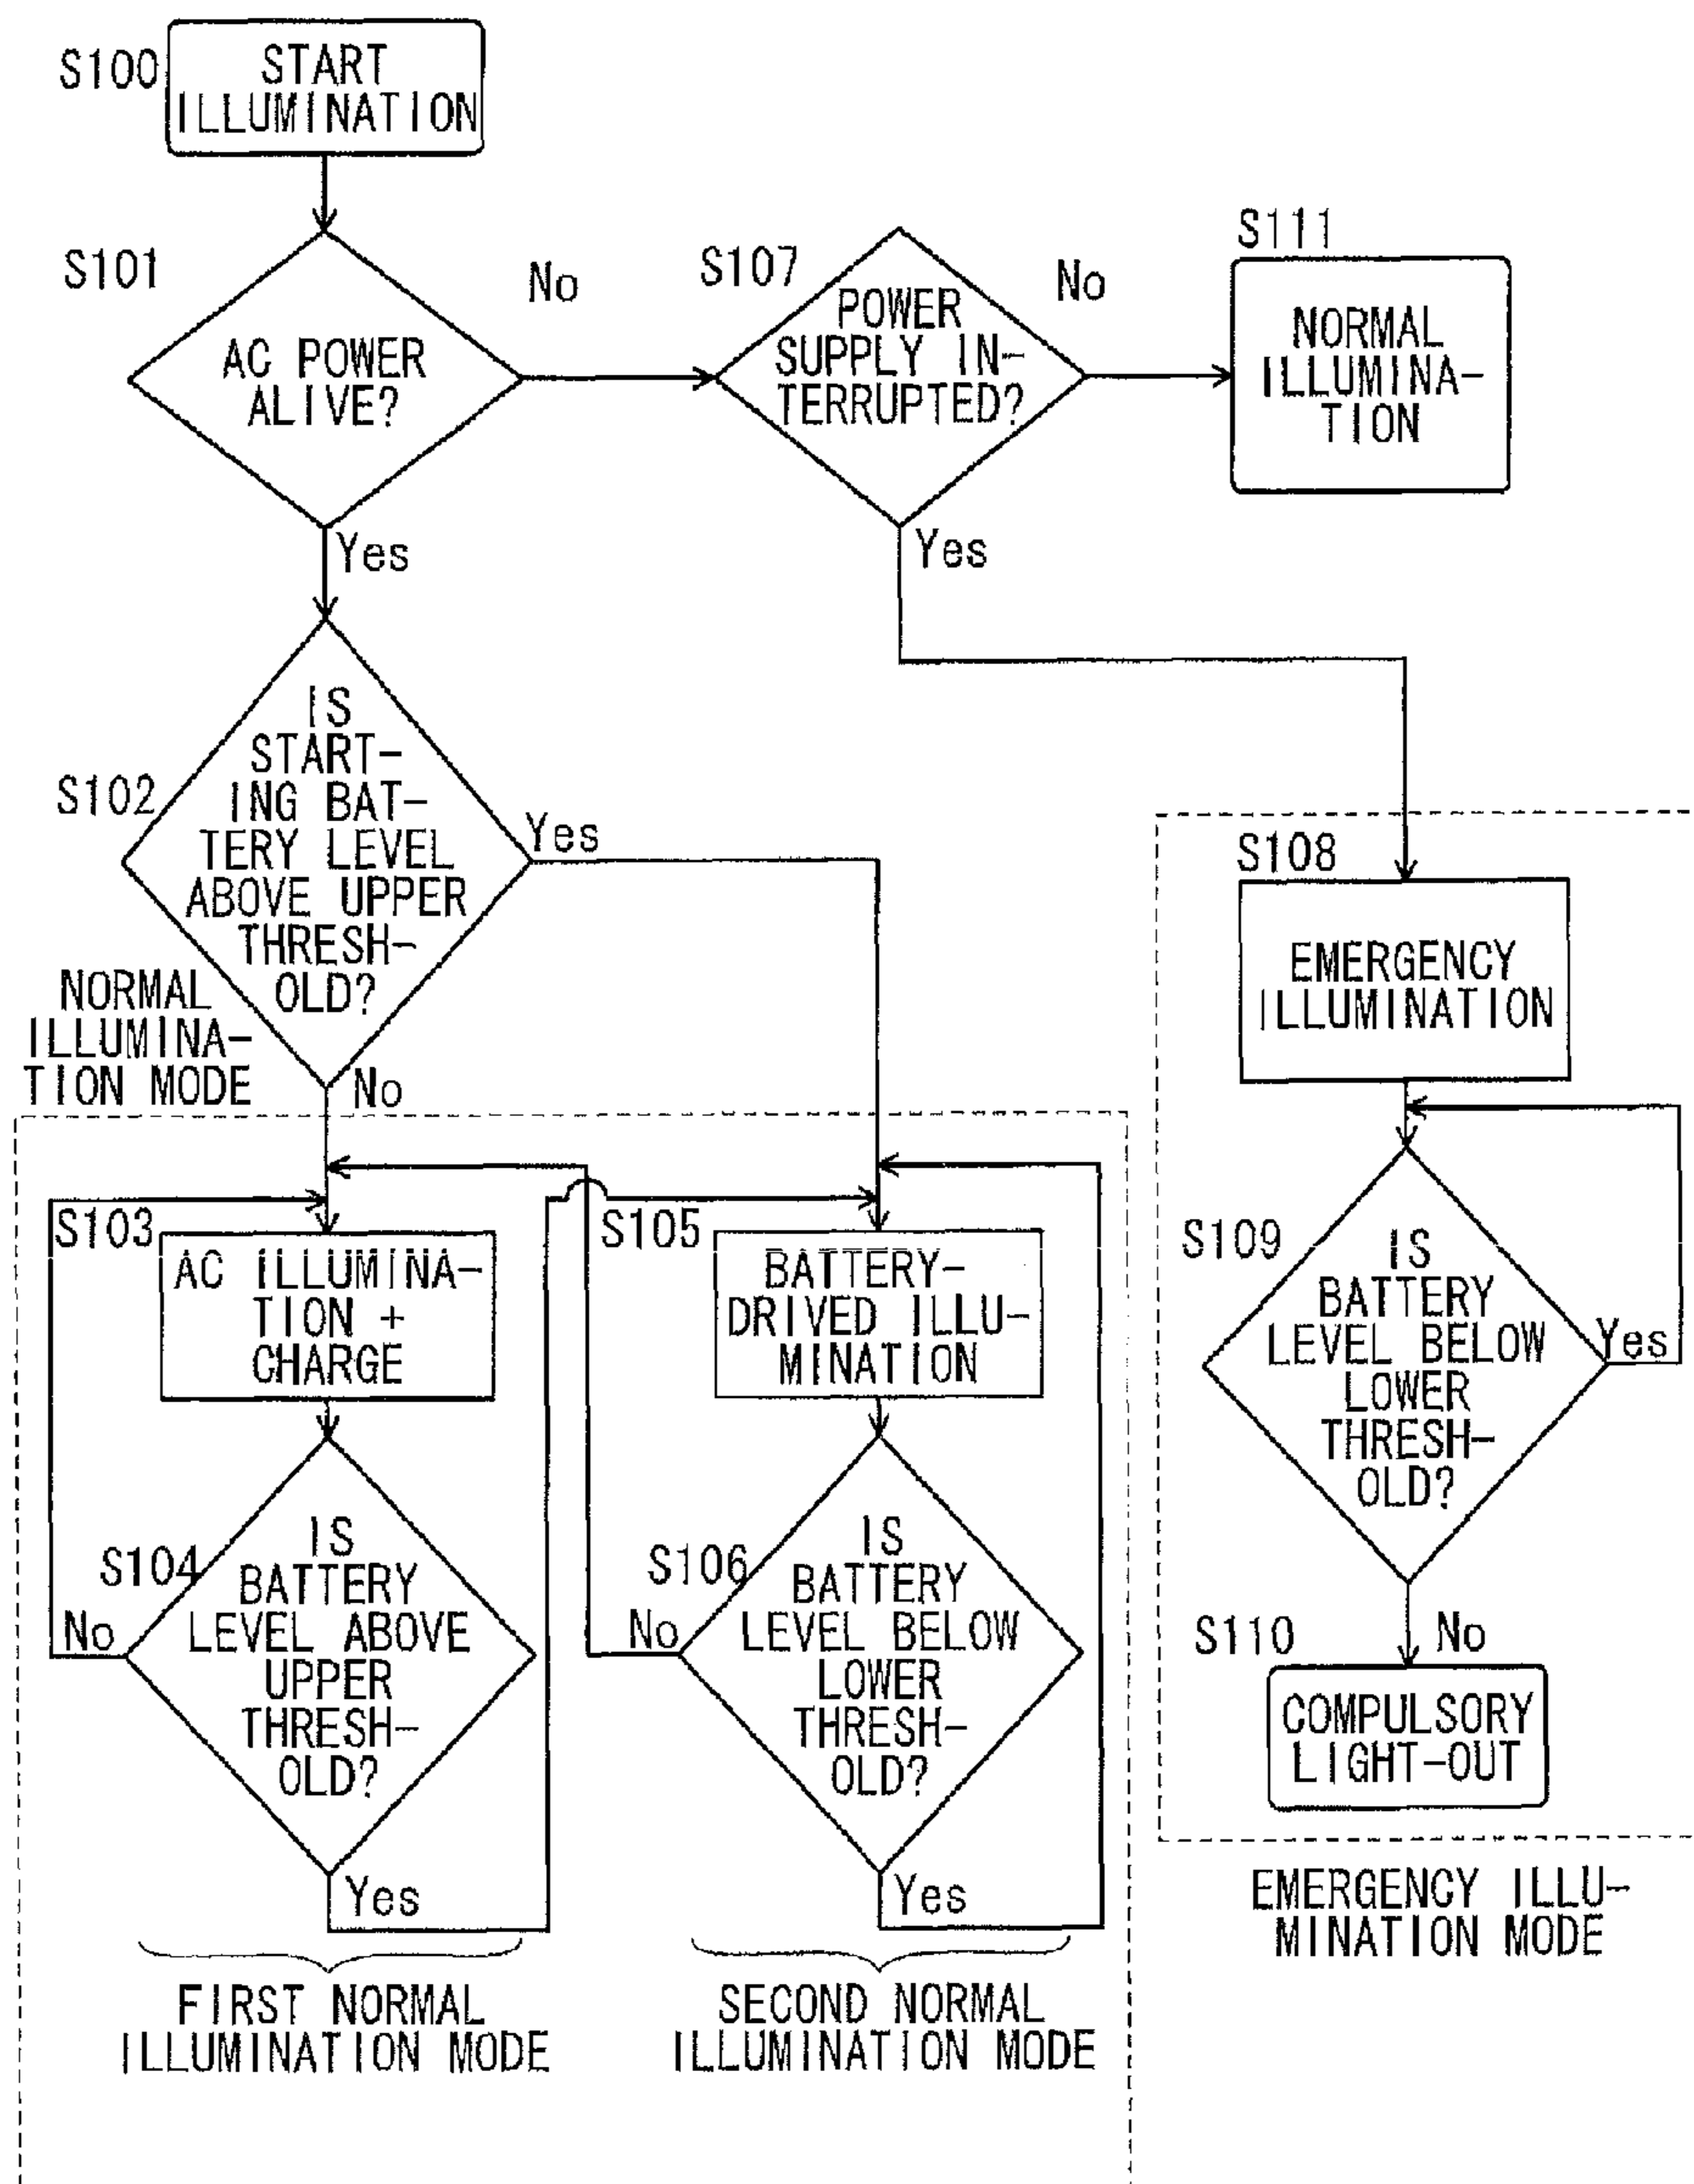 S100
START
ILLUMINATION
S101
AC POWER
ALIVE?
No
Yes
S107
POWER
SUPPLY IN-
TERRUPTED?
No
Yes
S111
NORMAL
ILLUMINA-
TION
S102
IS
START-
ING BAT-
TERY LEVEL
ABOVE UPPER
THRESH-
OLD?
Yes
No
NORMAL
ILLUMINA-
TION MODE
S103
AC ILLUMINA-
TION +
CHARGE
S104
IS
BATTERY
LEVEL ABOVE
UPPER
THRESH-
OLD?
No
Yes
FIRST NORMAL
ILLUMINATION MODE
S105
BATTERY-
DRIVED ILLU-
MINATION
S106
IS
BATTERY
LEVEL BELOW
LOWER
THRESH-
OLD?
No
Yes
SECOND NORMAL
ILLUMINATION MODE
S108
EMERGENCY
ILLUMINATION
S109
IS
BATTERY
LEVEL BELOW
LOWER
THRESH-
OLD?
Yes
No
S110
COMPULSORY
LIGHT-OUT
EMERGENCY ILLU-
MINATION MODE